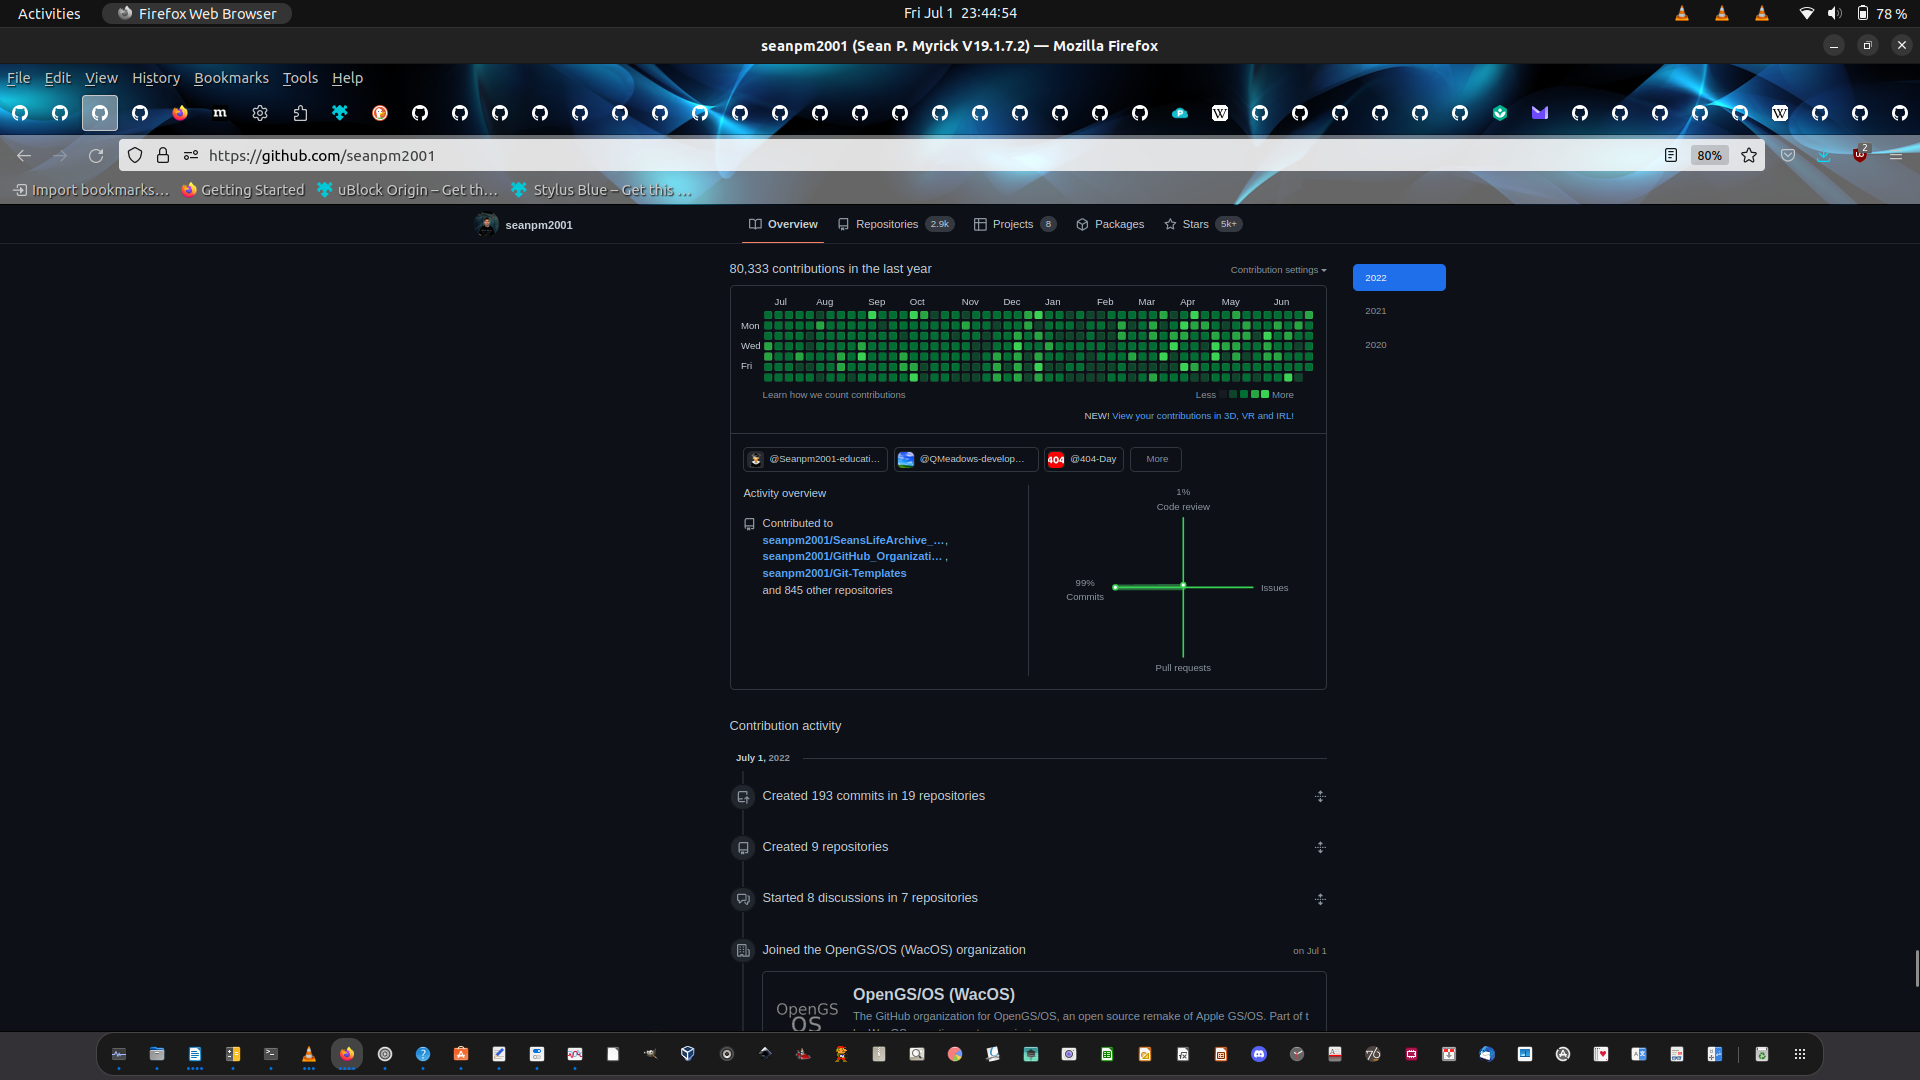 Activities
Firefox Web Browser
Fri Jul 1 23:44:54
78 %
seanpm2001 (Sean P. Myrick V19.1.7.2) — Mozilla Firefox
File Edit View History Bookmarks Tools Help
https://github.com/seanpm2001
80%
2
Import bookmarks…
Getting Started
uBlock Origin – Get th…
Stylus Blue – Get this …
seanpm2001
Overview
Repositories 2.9k
Projects 8
Packages
Stars 5k+
80,333 contributions in the last year
Contribution settings
2022
2021
2020
Jul Aug Sep Oct Nov Dec Jan Feb Mar Apr May Jun
Mon
Wed
Fri
Learn how we count contributions
Less
More
NEW! View your contributions in 3D, VR and IRL!
@Seanpm2001-educati…
@QMeadows-develop…
404 @404-Day
More
Activity overview
Contributed to
seanpm2001/SeansLifeArchive_…,
seanpm2001/GitHub_Organizati… ,
seanpm2001/Git-Templates
and 845 other repositories
1%
Code review
99%
Commits
Issues
Pull requests
Contribution activity
July 1, 2022
Created 193 commits in 19 repositories
Created 9 repositories
Started 8 discussions in 7 repositories
Joined the OpenGS/OS (WacOS) organization
on Jul 1
OpenGS
OS
OpenGS/OS (WacOS)
The GitHub organization for OpenGS/OS, an open source remake of Apple GS/OS. Part of t